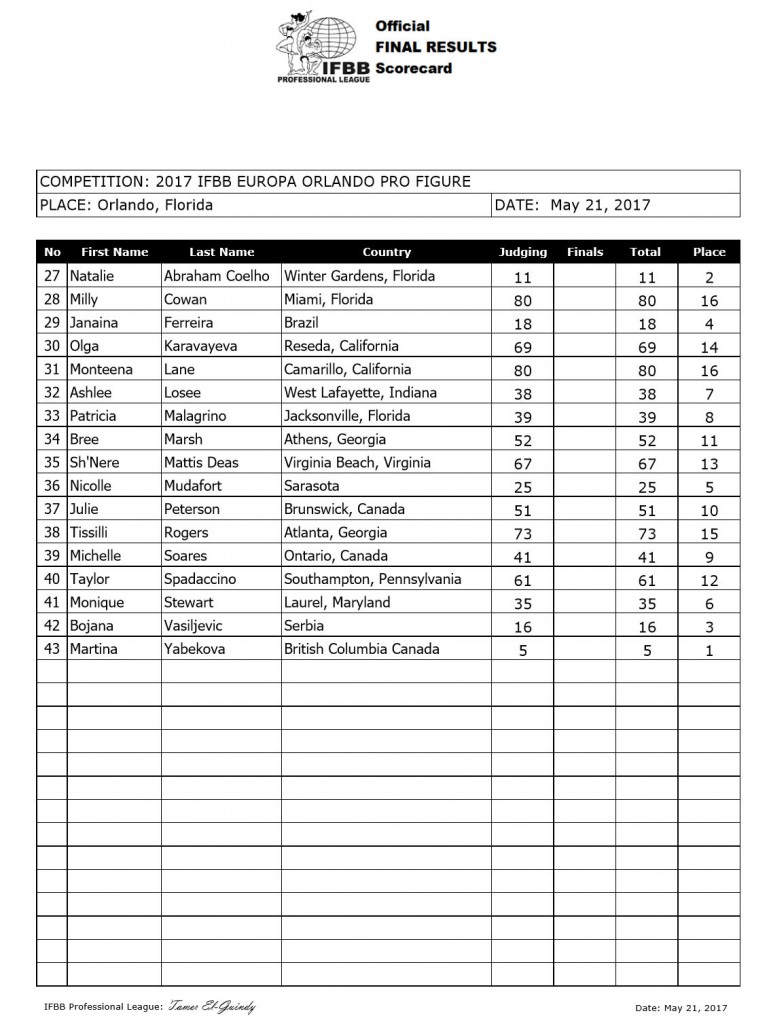 Official
FINAL RESULTS
IFBB Scorecard
PROFESSIONAL LEAGUE
COMPETITION: 2017 IFBB EUROPA ORLANDO PRO FIGURE
PLACE: Orlando, Florida DATE: May 21, 2017
No First Name Last Name Country Judging Finals Total Place
27 Natalie Abraham Coelho Winter Gardens, Florida 11 11 2
28 Milly Cowan Miami, Florida 80 80 16
29 Janaina Ferreira Brazil 18 18 4
30 Olga Karavayeva Reseda, California 69 69 14
31 Monteena Lane Camarillo, California 80 80 16
32 Ashlee Losee West Lafayette, Indiana 38 38 7
33 Patricia Malagrino Jacksonville, Florida 39 39 8
34 Bree Marsh Athens, Georgia 52 52 11
35 Sh'Nere Mattis Deas Virginia Beach, Virginia 67 67 13
36 Nicolle Mudafort Sarasota 25 25 5
37 Julie Peterson Brunswick, Canada 51 51 10
38 Tissilli Rogers Atlanta, Georgia 73 73 15
39 Michelle Soares Ontario, Canada 41 41 9
40 Taylor Spadaccino Southampton, Pennsylvania 61 61 12
41 Monique Stewart Laurel, Maryland 35 35 6
42 Bojana Vasiljevic Serbia 16 16 3
43 Martina Yabekova British Columbia Canada 5 5 1
IFBB Professional League: Tamer El-Guindy Date: May 21, 2017